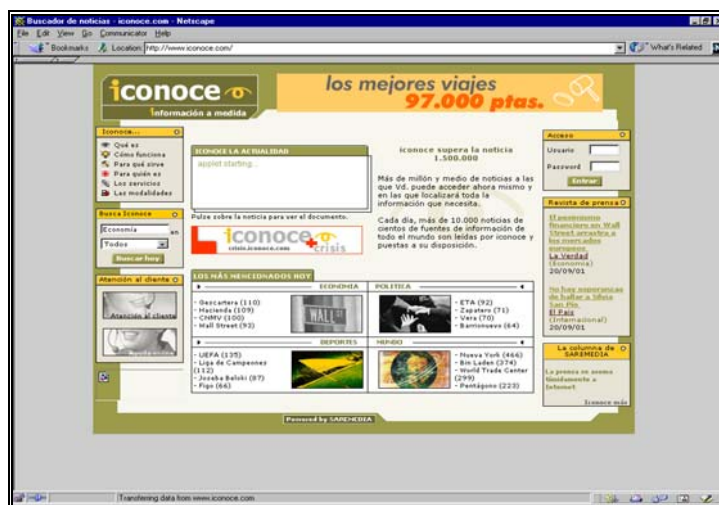 Buscador de noticias - iconoce.com - Netscape
File Edit View Go Communicator Help
Bookmarks Location: http://www.iconoce.com/ What's Related
iconoce
Información a medida
los mejores viajes
97.000 ptas.
Iconoce...
Qué es
Cómo funciona
Para qué sirve
Para quién es
Los servicios
Las modalidades
Busca Iconoce
Economía en
Todos
Buscar hoy
Atención al cliente
Atención al cliente
ICONOCE LA ACTUALIDAD
applet starting...
Pulse sobre la noticia para ver el documento.
iconoce
crisis.iconoce.com crisis
iconoce supera la noticia
1.500.000
Más de millón y medio de noticias a las
que Vd. puede acceder ahora mismo y
en las que localizará toda la
información que necesita.
Cada día, más de 10.000 noticias de
cientos de fuentes de información de
todo el mundo son leídas por iconoce y
puestas a su disposición.
LOS MÁS MENCIONADOS HOY
ECONOMIA
- Gescartera (110)
- Hacienda (109)
- CNMV (100)
- Wall Street (93)
WALL ST
POLITICA
- ETA (92)
- Zapatero (71)
- Vera (70)
- Barrionuevo (64)
DEPORTES
- UEFA (135)
- Liga de Campeones
(112)
- Joseba Beloki (87)
- Figo (66)
MUNDO
- Nueva York (466)
- Bin Laden (374)
- World Trade Center
(299)
- Pentágono (223)
Acceso
Usuario
Password
Entrar
Revista de prensa
El pesimismo
financiero en Wall
Street arrastra a
los mercados
europeos
La Verdad
(Economía)
20/09/01
No hay esperanzas
de hallar a Silvia
San Pío
El País
(Internacional)
20/09/01
La columna de
SAREMEDIA
La prensa se asoma
tímidamente a
Internet
Iconoce más
Powered by SAREMEDIA
Transferring data from www.iconoce.com